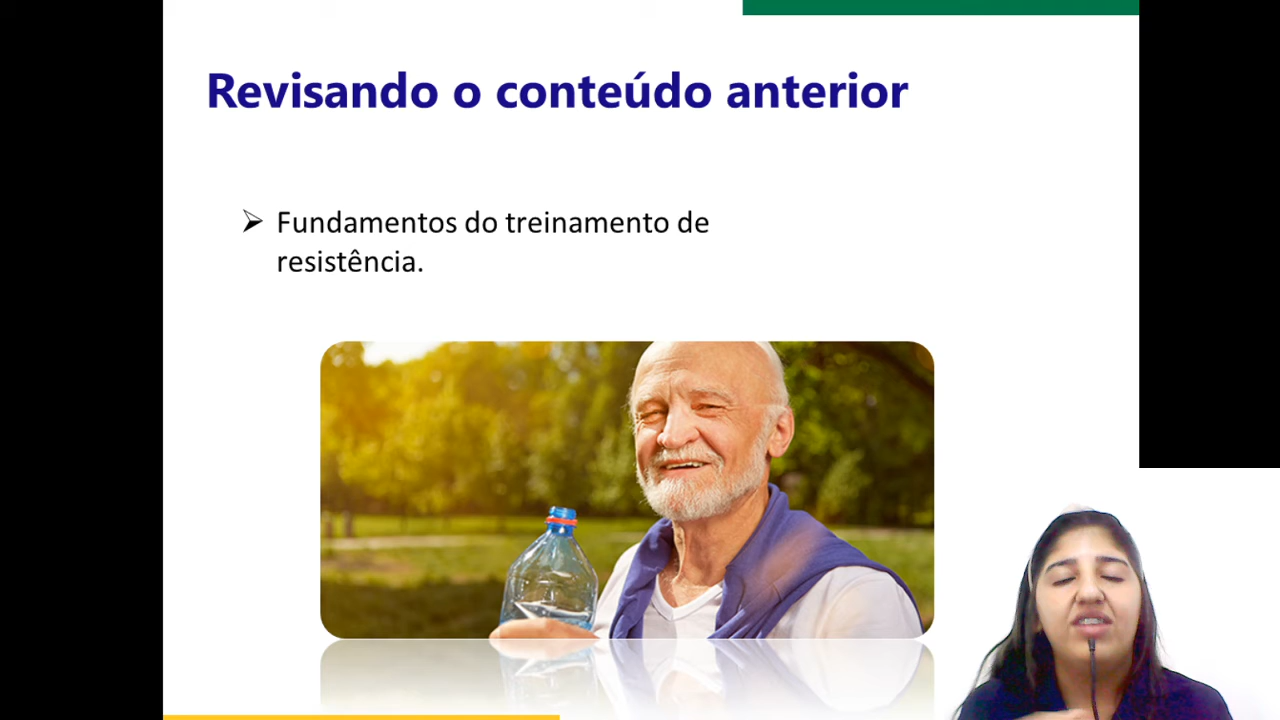 Revisando o conteúdo anterior
➢ Fundamentos do treinamento de
resistência.